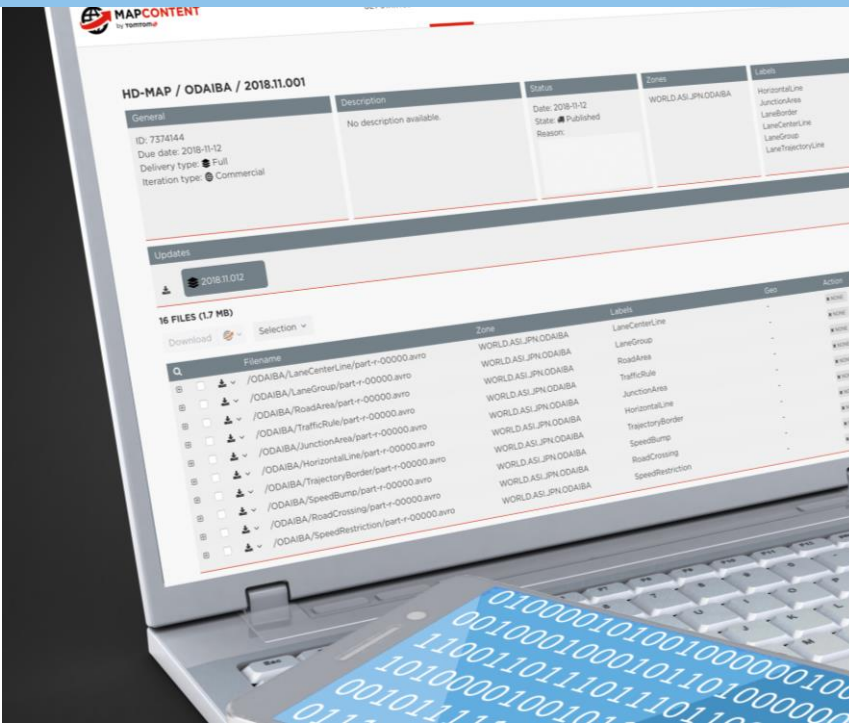 MAPCONTENT
by TOMTOM
HD-MAP / ODAIBA / 2018.11.001
General
ID: 7374144
Due date: 2018-11-12
Delivery type: Full
Iteration type: Commercial
Description
No description available.
Status
Date: 2018-11-12
State: Published
Reason:
Zones
WORLD.ASI.JPN.ODAIBA
Labels
HorizontalLine
JunctionArea
LaneBorder
LaneCenterLine
LaneGroup
LaneTrajectoryLine
Updates
2018.11.012
16 FILES (1.7 MB)
Download Selection
Filename Zone Labels Geo Action
/ODAIBA/LaneCenterLine/part-r-00000.avro WORLD.ASI.JPN.ODAIBA LaneCenterLine - NONE
/ODAIBA/LaneGroup/part-r-00000.avro WORLD.ASI.JPN.ODAIBA LaneGroup - NONE
/ODAIBA/RoadArea/part-r-00000.avro WORLD.ASI.JPN.ODAIBA RoadArea - NONE
/ODAIBA/TrafficRule/part-r-00000.avro WORLD.ASI.JPN.ODAIBA TrafficRule - NONE
/ODAIBA/JunctionArea/part-r-00000.avro WORLD.ASI.JPN.ODAIBA JunctionArea -
/ODAIBA/HorizontalLine/part-r-00000.avro WORLD.ASI.JPN.ODAIBA HorizontalLine -
/ODAIBA/TrajectoryBorder/part-r-00000.avro WORLD.ASI.JPN.ODAIBA TrajectoryBorder -
/ODAIBA/SpeedBump/part-r-00000.avro WORLD.ASI.JPN.ODAIBA SpeedBump -
/ODAIBA/RoadCrossing/part-r-00000.avro WORLD.ASI.JPN.ODAIBA RoadCrossing -
/ODAIBA/SpeedRestriction/part-r-00000.avro WORLD.ASI.JPN.ODAIBA SpeedRestriction -